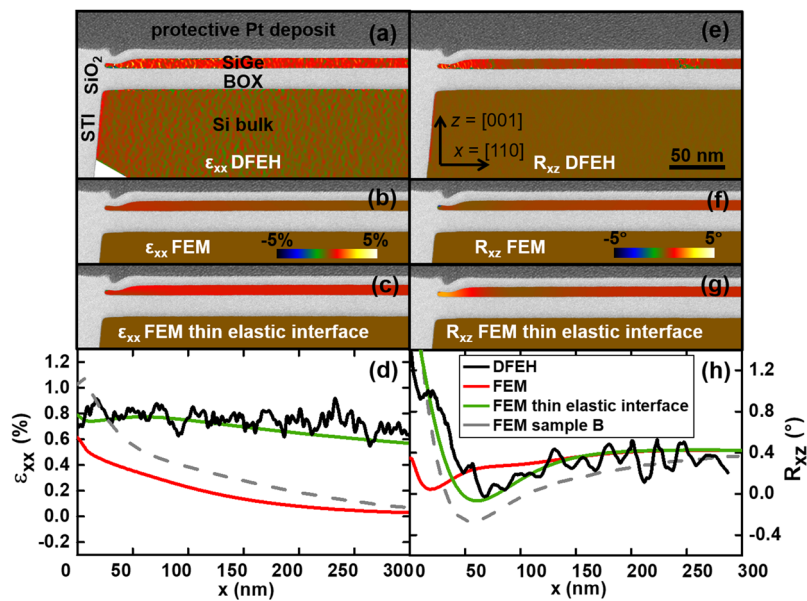 protective Pt deposit
(a)
SiGe
BOX
SiO2
STI
Si bulk
εxx DFEH
(e)
z = [001]
x = [110]
Rxz DFEH
50 nm
(b)
εxx FEM
-5% 5%
(f)
Rxz FEM
-5° 5°
(c)
εxx FEM thin elastic interface
(g)
Rxz FEM thin elastic interface
(d)
1.2
1.0
0.8
0.6
0.4
0.2
0.0
-0.2
εxx (%)
0 50 100 150 200 250 300
x (nm)
(h)
DFEH
FEM
FEM thin elastic interface
FEM sample B
1.2
0.8
0.4
0.0
-0.4
Rxz (°)
0 50 100 150 200 250 300
x (nm)